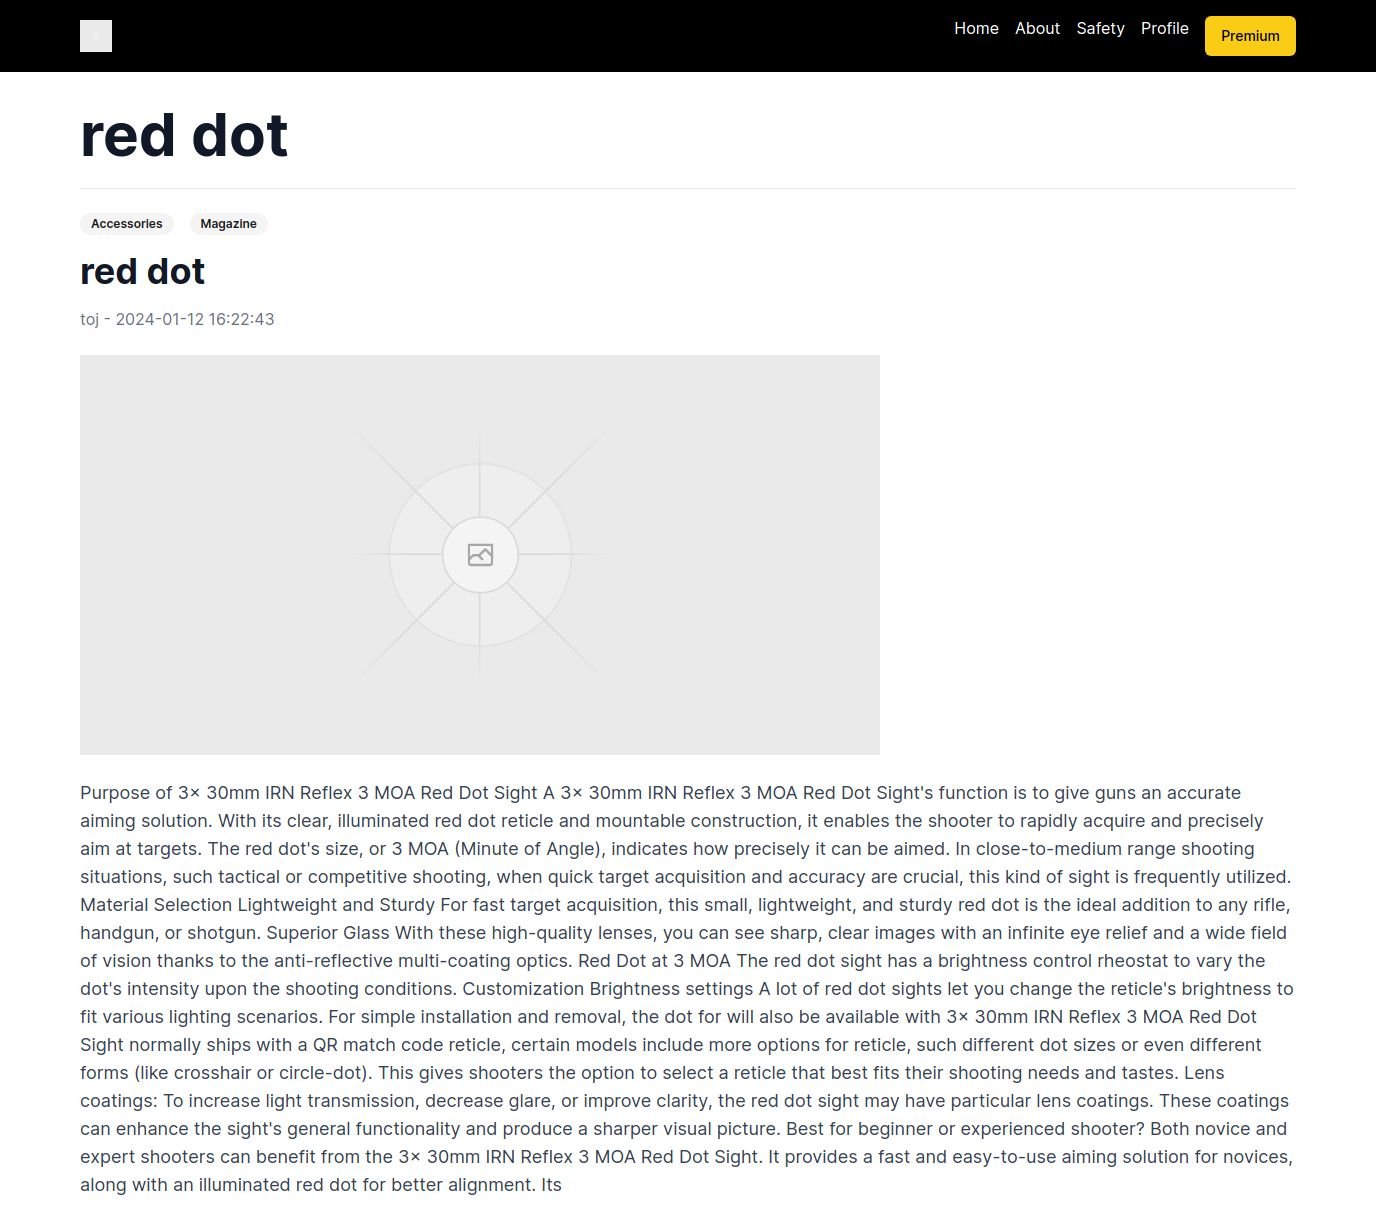 Home About Safety Profile Premium
red dot
Accessories Magazine
red dot
toj - 2024-01-12 16:22:43
Purpose of 3× 30mm IRN Reflex 3 MOA Red Dot Sight A 3× 30mm IRN Reflex 3 MOA Red Dot Sight's function is to give guns an accurate
aiming solution. With its clear, illuminated red dot reticle and mountable construction, it enables the shooter to rapidly acquire and precisely
aim at targets. The red dot's size, or 3 MOA (Minute of Angle), indicates how precisely it can be aimed. In close-to-medium range shooting
situations, such tactical or competitive shooting, when quick target acquisition and accuracy are crucial, this kind of sight is frequently utilized.
Material Selection Lightweight and Sturdy For fast target acquisition, this small, lightweight, and sturdy red dot is the ideal addition to any rifle,
handgun, or shotgun. Superior Glass With these high-quality lenses, you can see sharp, clear images with an infinite eye relief and a wide field
of vision thanks to the anti-reflective multi-coating optics. Red Dot at 3 MOA The red dot sight has a brightness control rheostat to vary the
dot's intensity upon the shooting conditions. Customization Brightness settings A lot of red dot sights let you change the reticle's brightness to
fit various lighting scenarios. For simple installation and removal, the dot for will also be available with 3× 30mm IRN Reflex 3 MOA Red Dot
Sight normally ships with a QR match code reticle, certain models include more options for reticle, such different dot sizes or even different
forms (like crosshair or circle-dot). This gives shooters the option to select a reticle that best fits their shooting needs and tastes. Lens
coatings: To increase light transmission, decrease glare, or improve clarity, the red dot sight may have particular lens coatings. These coatings
can enhance the sight's general functionality and produce a sharper visual picture. Best for beginner or experienced shooter? Both novice and
expert shooters can benefit from the 3× 30mm IRN Reflex 3 MOA Red Dot Sight. It provides a fast and easy-to-use aiming solution for novices,
along with an illuminated red dot for better alignment. Its